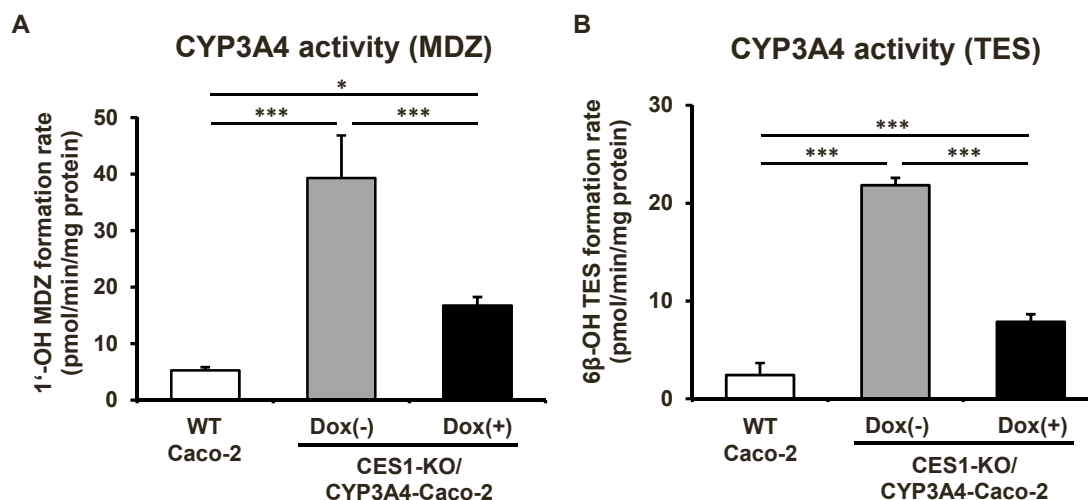 A
CYP3A4 activity (MDZ)
*
***
***
1‘-OH MDZ formation rate
(pmol/min/mg protein)
50
40
30
20
10
0
WT
Caco-2
Dox(-)
Dox(+)
CES1-KO/
CYP3A4-Caco-2
B
CYP3A4 activity (TES)
***
***
***
6β-OH TES formation rate
(pmol/min/mg protein)
30
20
10
0
WT
Caco-2
Dox(-)
Dox(+)
CES1-KO/
CYP3A4-Caco-2